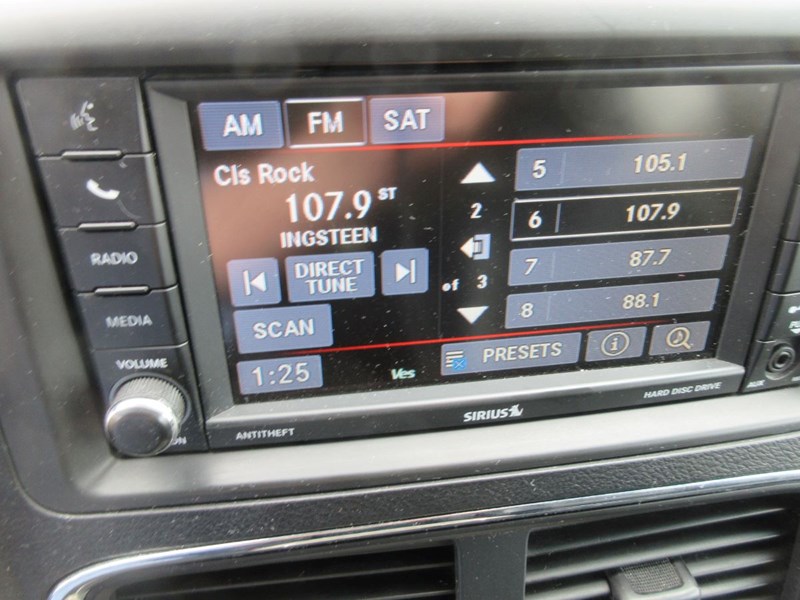 AM FM SAT
Cls Rock
107.9 ST
INGSTEEN
DIRECT
TUNE
SCAN
1:25
Ves
2
of 3
5 105.1
6 107.9
7 87.7
8 88.1
PRESETS
RADIO
MEDIA
VOLUME
ANTITHEFT
SIRIUS
HARD DISC DRIVE
AUX